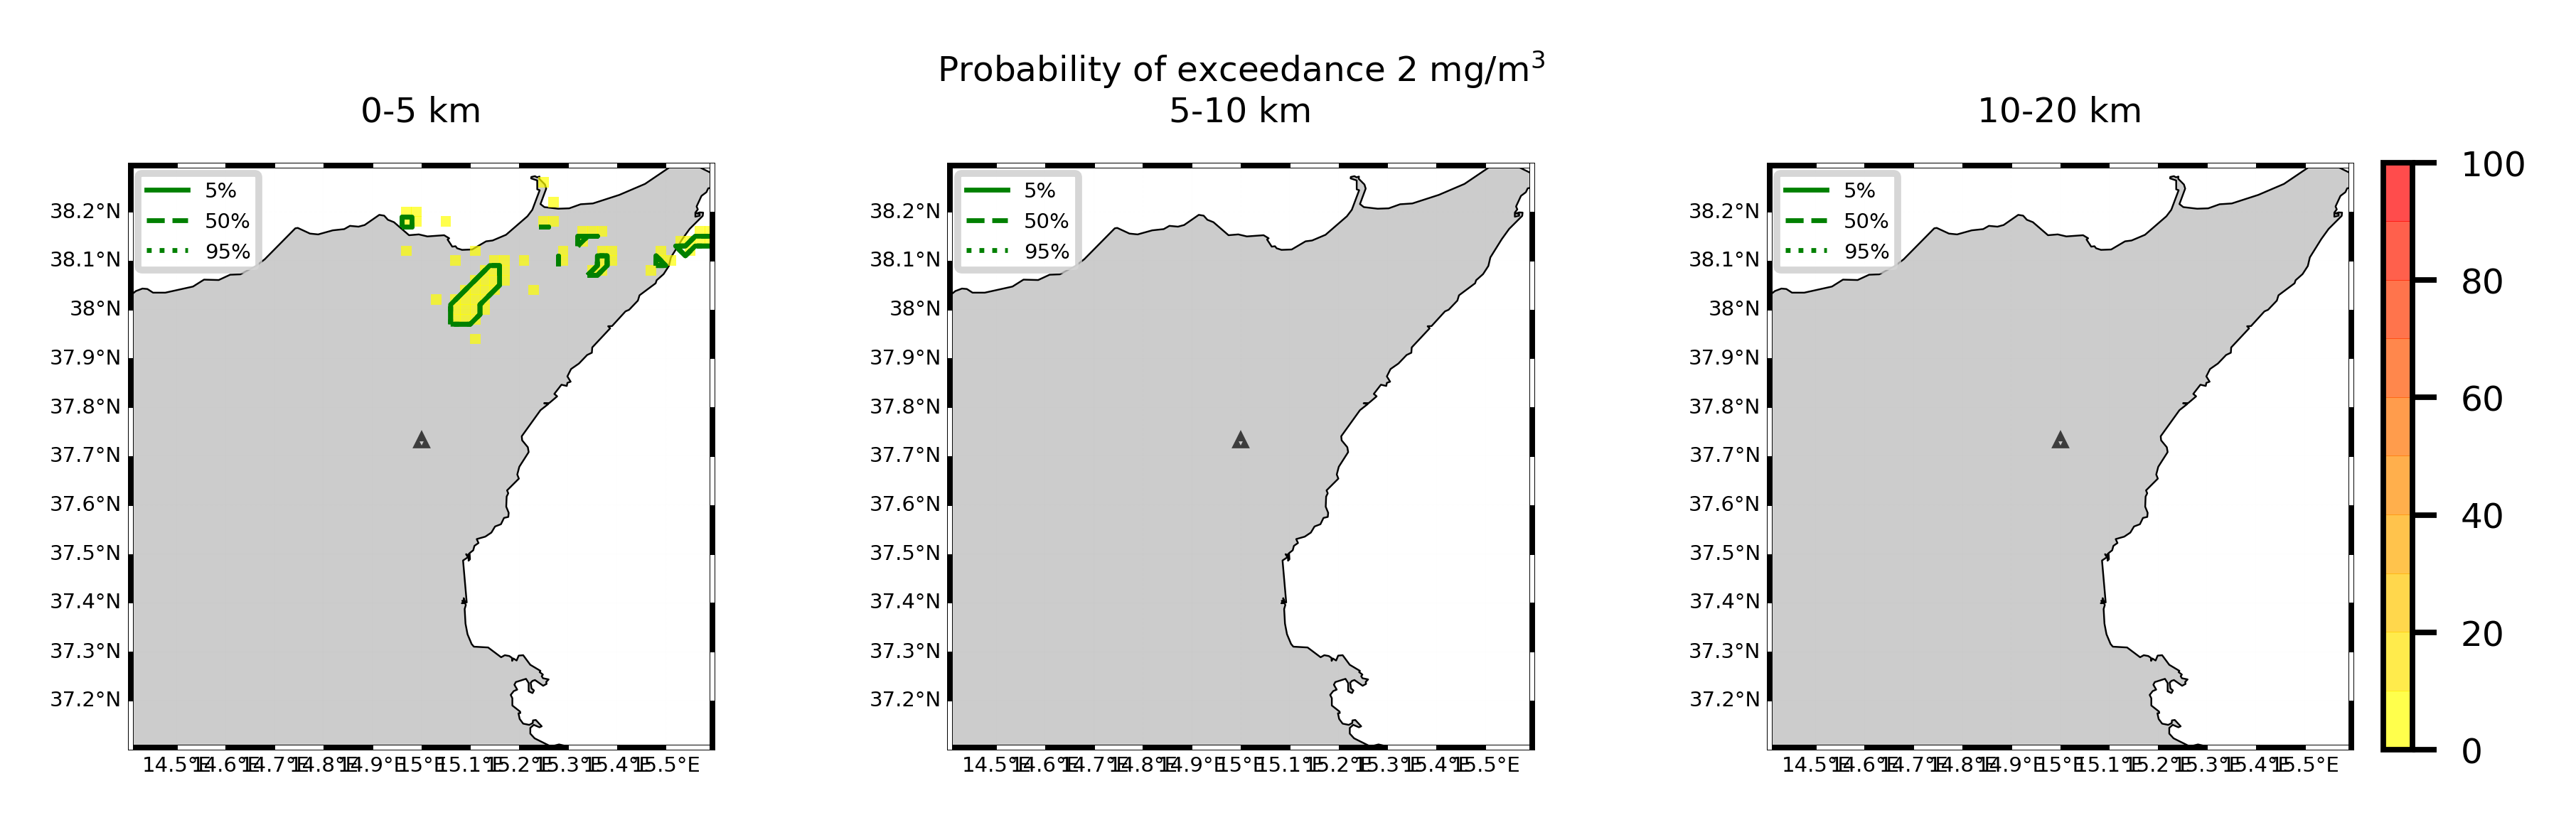 Probability of exceedance 2 mg/m³
0-5 km
5%
50%
95%
38.2°N
38.1°N
38°N
37.9°N
37.8°N
37.7°N
37.6°N
37.5°N
37.4°N
37.3°N
37.2°N
14.5°E 14.6°E 14.7°E 14.8°E 14.9°E 15°E 15.1°E 15.2°E 15.3°E 15.4°E 15.5°E
5-10 km
5%
50%
95%
38.2°N
38.1°N
38°N
37.9°N
37.8°N
37.7°N
37.6°N
37.5°N
37.4°N
37.3°N
37.2°N
14.5°E 14.6°E 14.7°E 14.8°E 14.9°E 15°E 15.1°E 15.2°E 15.3°E 15.4°E 15.5°E
10-20 km
5%
50%
95%
38.2°N
38.1°N
38°N
37.9°N
37.8°N
37.7°N
37.6°N
37.5°N
37.4°N
37.3°N
37.2°N
14.5°E 14.6°E 14.7°E 14.8°E 14.9°E 15°E 15.1°E 15.2°E 15.3°E 15.4°E 15.5°E
100
80
60
40
20
0